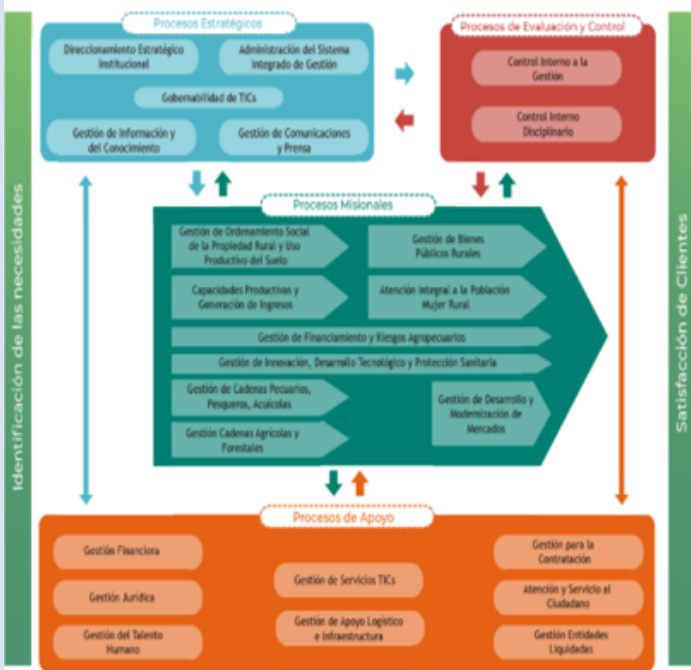 Procesos Estratégicos
Direccionamiento Estratégico
Institucional
Administración del Sistema
Integrado de Gestión
Gobernabilidad de TICs
Gestión de Información y
del Conocimiento
Gestión de Comunicaciones
y Prensa
Procesos de Evaluación y Control
Control Interno a la
Gestión
Control Interno
Disciplinario
Identificación de las necesidades
Procesos Misionales
Gestión de Ordenamiento Social
de la Propiedad Rural y Uso
Productivo del Suelo
Gestión de Bienes
Públicos Rurales
Capacidades Productivas y
Generación de Ingresos
Atención Integral a la Población
Mujer Rural
Gestión de Financiamiento y Riesgos Agropecuarios
Gestión de Innovación, Desarrollo Tecnológico y Protección Sanitaria
Gestión de Cadenas Pecuarias,
Pesqueros, Acuícolas
Gestión Cadenas Agrícolas y
Forestales
Gestión de Desarrollo y
Modernización de
Mercados
Satisfacción de Clientes
Procesos de Apoyo
Gestión Financiera
Gestión Jurídica
Gestión del Talento
Humano
Gestión de Servicios TICs
Gestión de Apoyo Logístico
e Infraestructura
Gestión para la
Contratación
Atención y Servicio al
Ciudadano
Gestión Entidades
Liquidadas